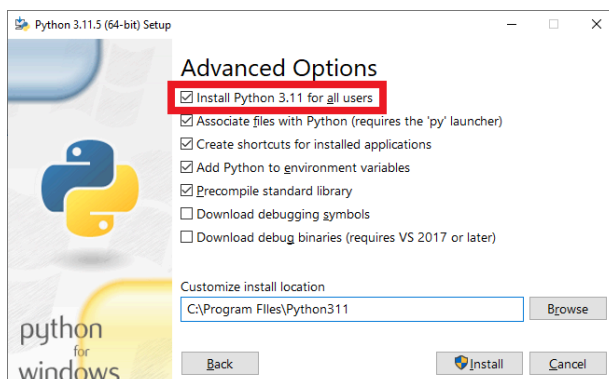 Python 3.11.5 (64-bit) Setup
Advanced Options
Install Python 3.11 for all users
Associate files with Python (requires the 'py' launcher)
Create shortcuts for installed applications
Add Python to environment variables
Precompile standard library
Download debugging symbols
Download debug binaries (requires VS 2017 or later)
Customize install location
C:\Program FIles\Python311
Browse
python
for
windows
Back
Install
Cancel